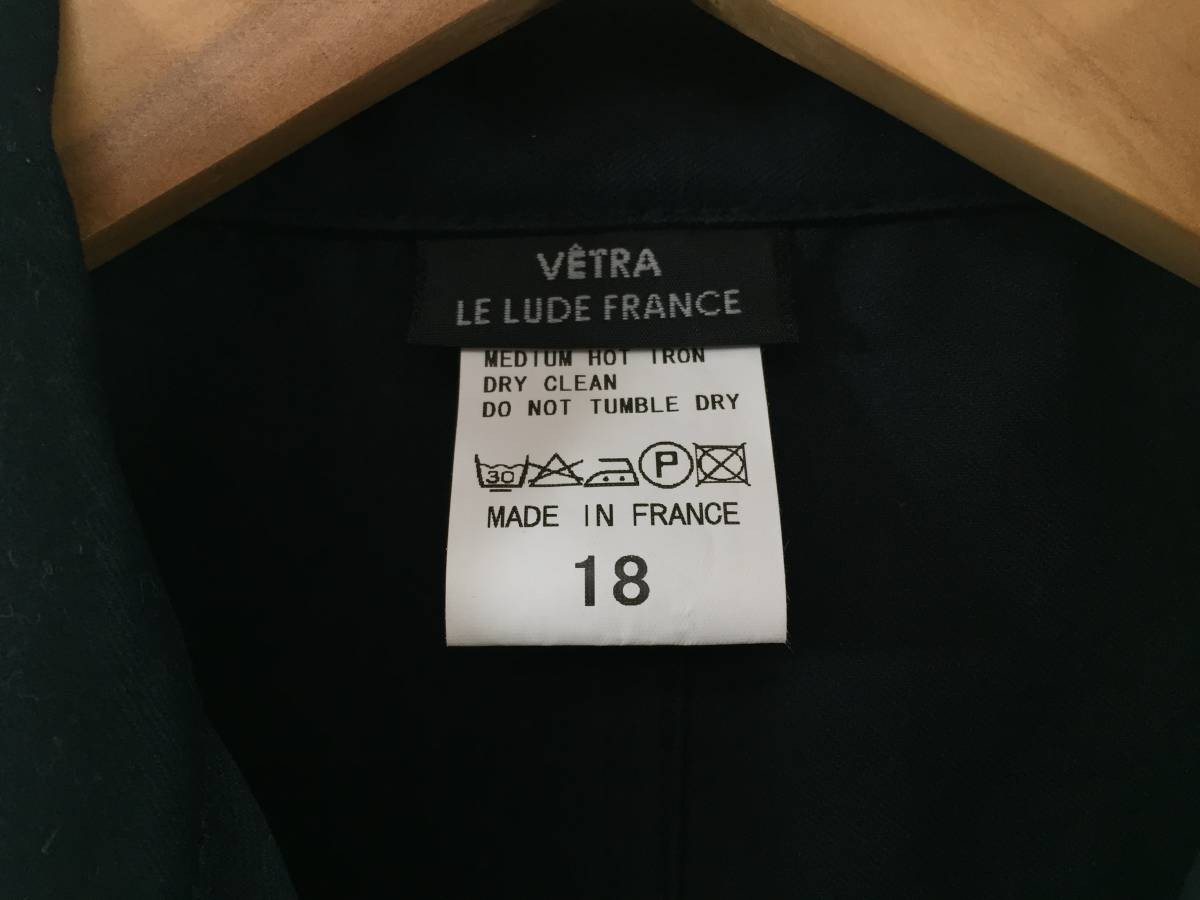 VÊTRA
LE LUDE FRANCE
MEDIUM HOT IRON
DRY CLEAN
DO NOT TUMBLE DRY
30 P
MADE IN FRANCE
18